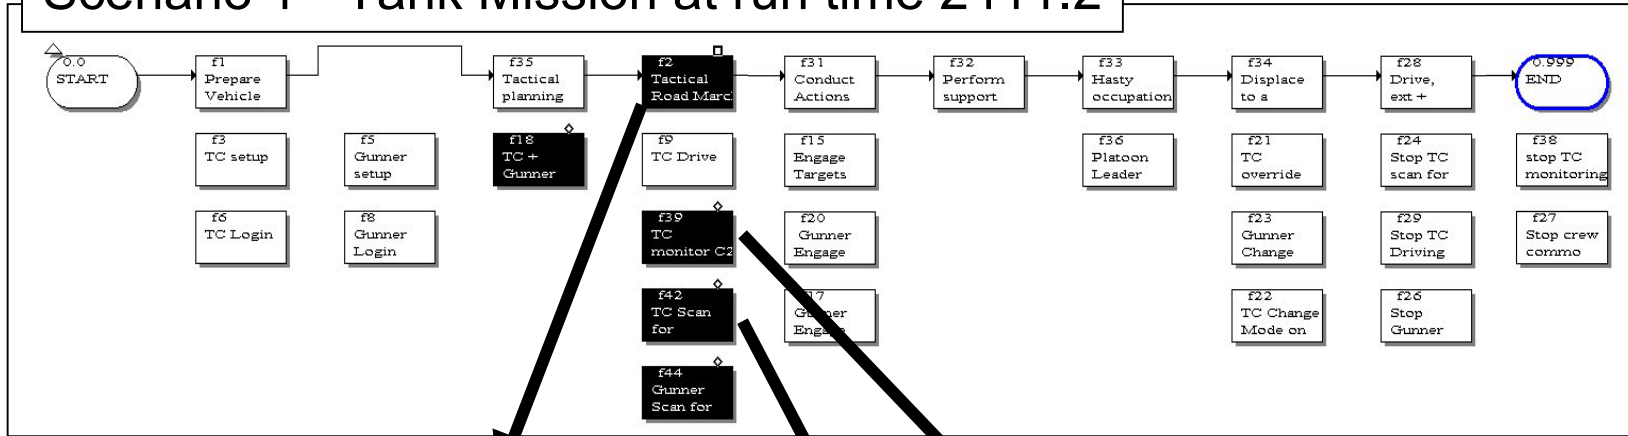 Scenario 1 - Tank Mission at run time 2111.2
0.0
START
f1
Prepare
Vehicle
f35
Tactical
planning
f2
Tactical
Road Marc
f31
Conduct
Actions
f32
Perform
support
f33
Hasty
occupation
f34
Displace
to a
f28
Drive,
ext +
0.999
END
f3
TC setup
f5
Gunner
setup
f18
TC +
Gunner
f9
TC Drive
f15
Engage
Targets
f36
Platoon
Leader
f21
TC
override
f24
Stop TC
scan for
f38
stop TC
monitoring
f6
TC Login
f8
Gunner
Login
f39
TC
monitor C2
f20
Gunner
Engage
f23
Gunner
Change
f29
Stop TC
Driving
f27
Stop crew
commo
f42
TC Scan
for
f17
Gunner
Engage
f22
TC Change
Mode on
f26
Stop
Gunner
f44
Gunner
Scan for